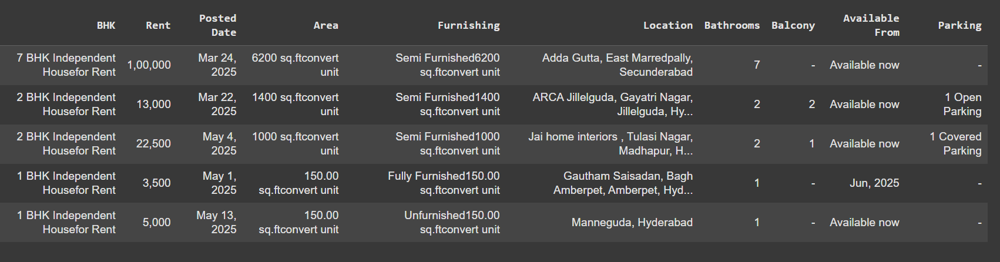 BHK Rent Posted Date Area Furnishing Location Bathrooms Balcony Available From Parking
7 BHK Independent Housefor Rent 1,00,000 Mar 24, 2025 6200 sq.ftconvert unit Semi Furnished6200 sq.ftconvert unit Adda Gutta, East Marredpally, Secunderabad 7 - Available now -
2 BHK Independent Housefor Rent 13,000 Mar 22, 2025 1400 sq.ftconvert unit Semi Furnished1400 sq.ftconvert unit ARCA Jillelguda, Gayatri Nagar, Jillelguda, Hy... 2 2 Available now 1 Open Parking
2 BHK Independent Housefor Rent 22,500 May 4, 2025 1000 sq.ftconvert unit Semi Furnished1000 sq.ftconvert unit Jai home interiors , Tulasi Nagar, Madhapur, H... 2 1 Available now 1 Covered Parking
1 BHK Independent Housefor Rent 3,500 May 1, 2025 150.00 sq.ftconvert unit Fully Furnished150.00 sq.ftconvert unit Gautham Saisadan, Bagh Amberpet, Amberpet, Hyd... 1 - Jun, 2025 -
1 BHK Independent Housefor Rent 5,000 May 13, 2025 150.00 sq.ftconvert unit Unfurnished150.00 sq.ftconvert unit Manneguda, Hyderabad 1 - Available now -